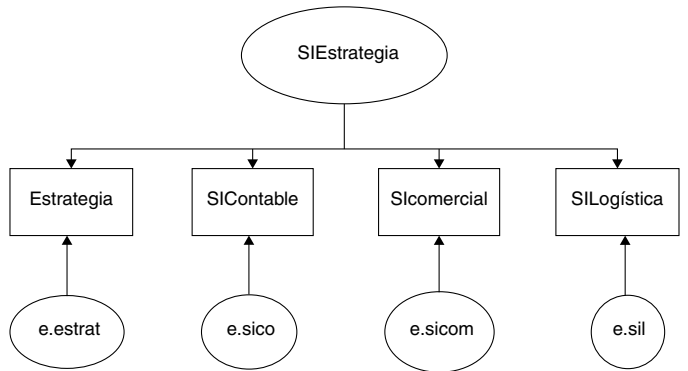 SIEstrategia
Estrategia
SIContable
SIcomercial
SILogística
e.estrat
e.sico
e.sicom
e.sil